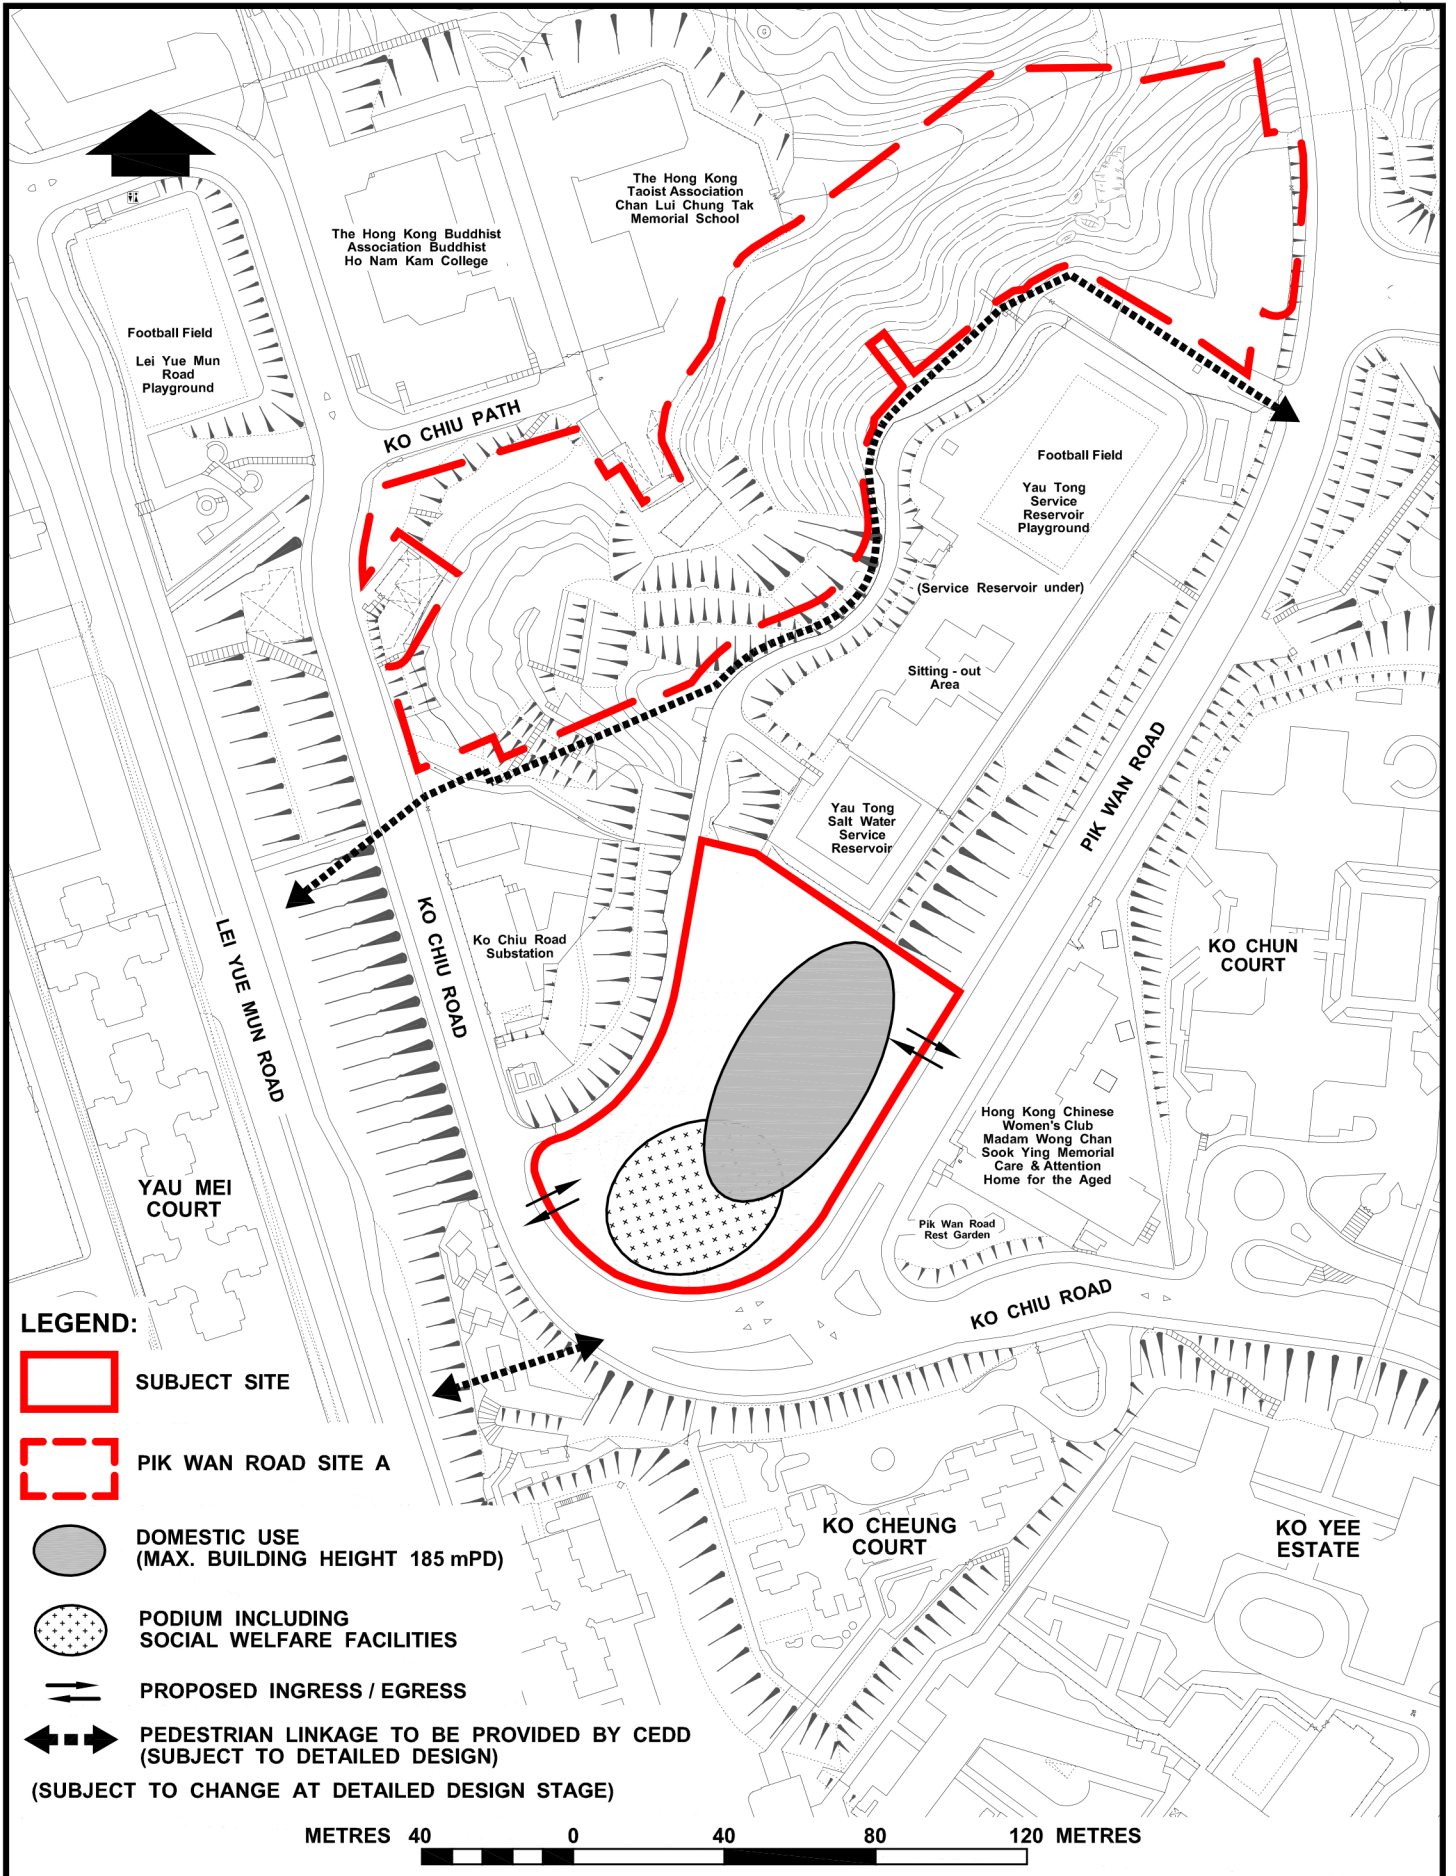 The Hong Kong
Taoist Association
Chan Lui Chung Tak
Memorial School
The Hong Kong Buddhist
Association Buddhist
Ho Nam Kam College
Football Field
Lei Yue Mun
Road
Playground
KO CHIU PATH
Football Field
Yau Tong
Service
Reservoir
Playground
(Service Reservoir under)
Sitting - out
Area
PIK WAN ROAD
Yau Tong
Salt Water
Service
Reservoir
LEI YUE MUN ROAD
KO CHIU ROAD
Ko Chiu Road
Substation
KO CHUN
COURT
Hong Kong Chinese
Women's Club
Madam Wong Chan
Sook Ying Memorial
Care & Attention
Home for the Aged
YAU MEI
COURT
Pik Wan Road
Rest Garden
KO CHIU ROAD
KO CHEUNG
COURT
KO YEE
ESTATE
LEGEND:
SUBJECT SITE
PIK WAN ROAD SITE A
DOMESTIC USE
(MAX. BUILDING HEIGHT 185 mPD)
PODIUM INCLUDING
SOCIAL WELFARE FACILITIES
PROPOSED INGRESS / EGRESS
PEDESTRIAN LINKAGE TO BE PROVIDED BY CEDD
(SUBJECT TO DETAILED DESIGN)
(SUBJECT TO CHANGE AT DETAILED DESIGN STAGE)
METRES 40 0 40 80 120 METRES